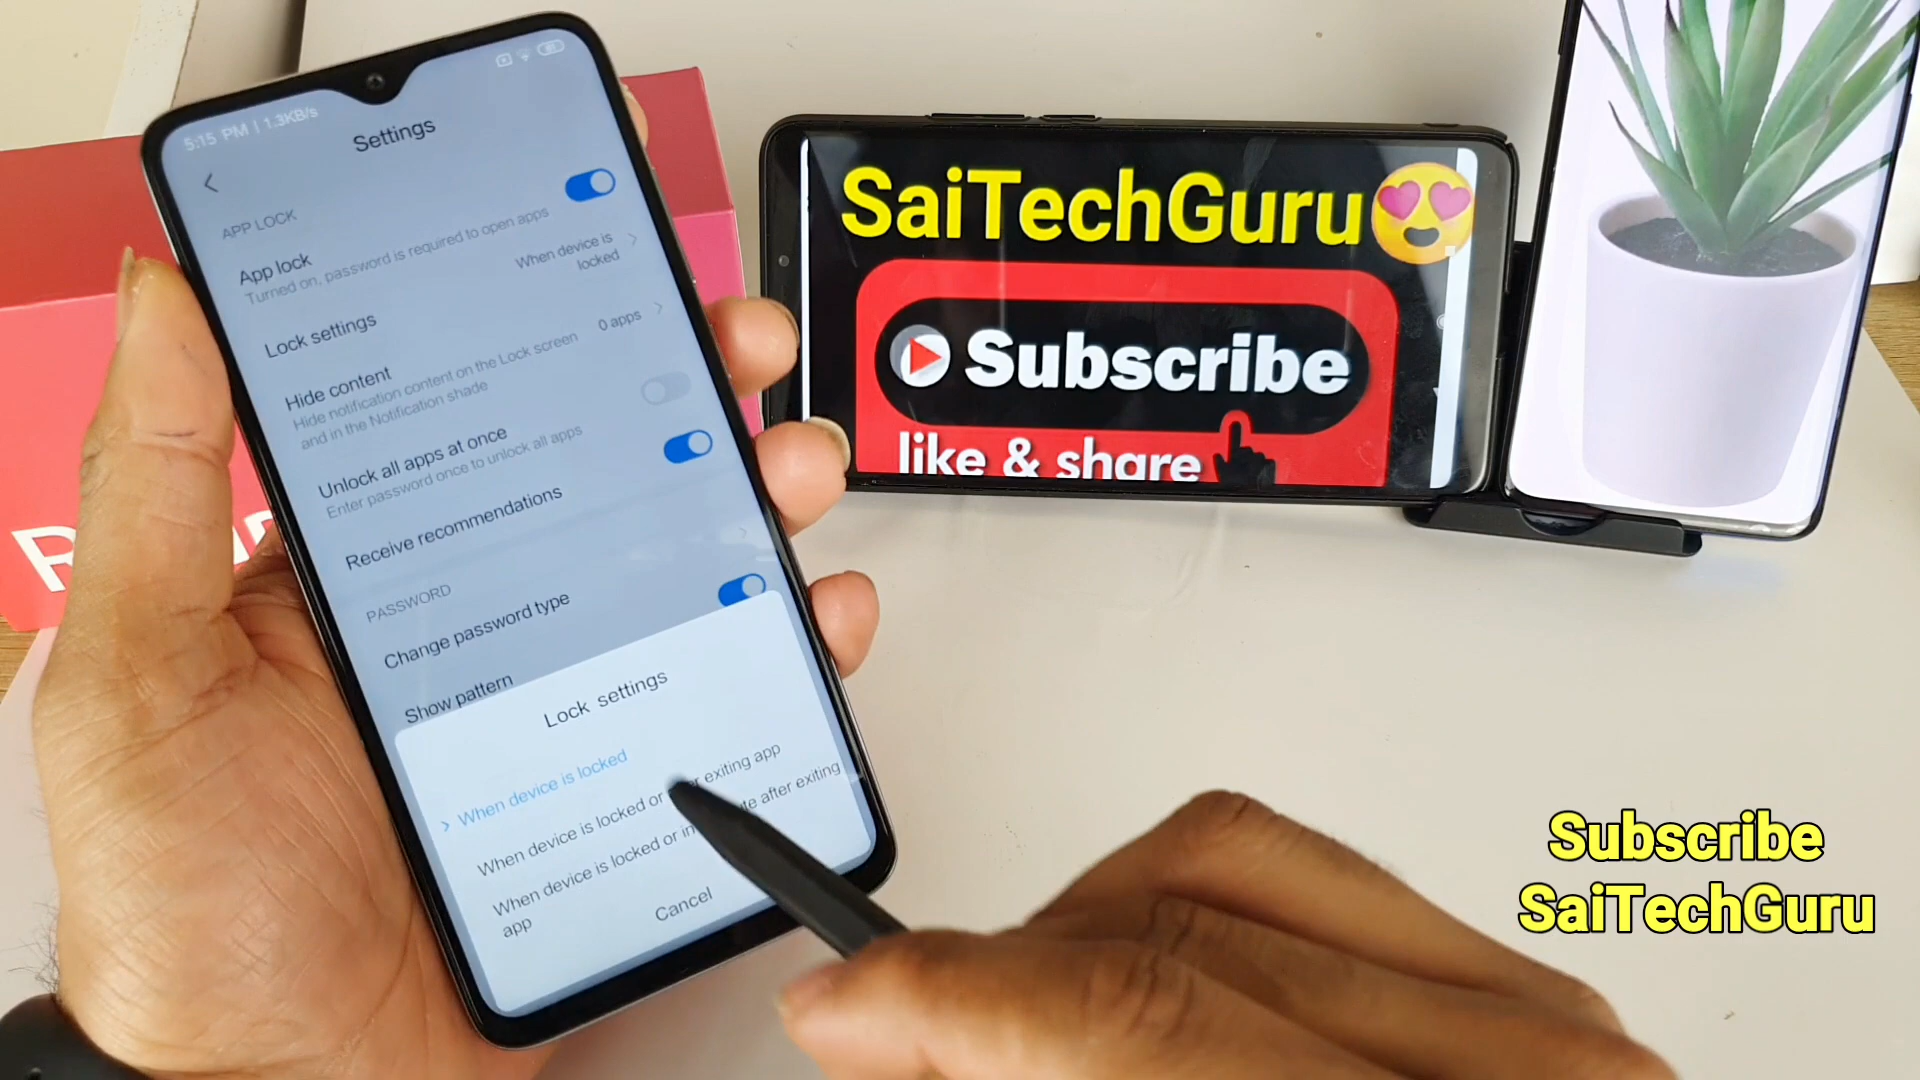 5:15 PM | 1.3KB/s
Settings
APP LOCK
App lock
Turned on, password is required to open apps
When device is
locked
Lock settings
0 apps
Hide content
Hide notification content on the Lock screen
and in the Notification shade
Unlock all apps at once
Enter password once to unlock all apps
Receive recommendations
PASSWORD
Change password type
Show pattern
Lock settings
When device is locked
When device is locked or exiting app
When device is locked or in after exiting
app
Cancel
SaiTechGuru😍
Subscribe
like & share
Subscribe
SaiTechGuru